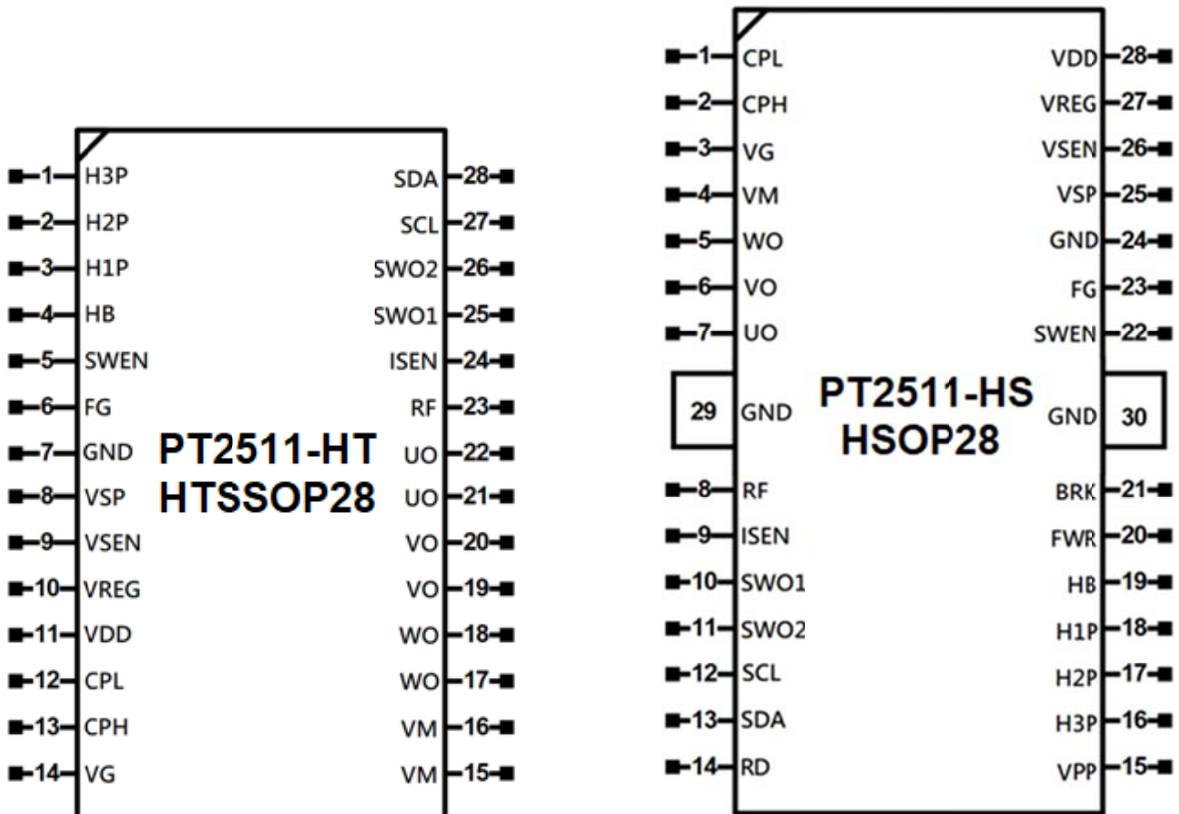 1 H3P SDA 28
2 H2P SCL 27
3 H1P SWO2 26
4 HB SWO1 25
5 SWEN ISEN 24
6 FG RF 23
7 GND UO 22
8 VSP UO 21
9 VSEN VO 20
10 VREG VO 19
11 VDD WO 18
12 CPL WO 17
13 CPH VM 16
14 VG VM 15
PT2511-HT
HTSSOP28
1 CPL VDD 28
2 CPH VREG 27
3 VG VSEN 26
4 VM VSP 25
5 WO GND 24
6 VO FG 23
7 UO SWEN 22
29 GND GND 30
8 RF BRK 21
9 ISEN FWR 20
10 SWO1 HB 19
11 SWO2 H1P 18
12 SCL H2P 17
13 SDA H3P 16
14 RD VPP 15
PT2511-HS
HSOP28